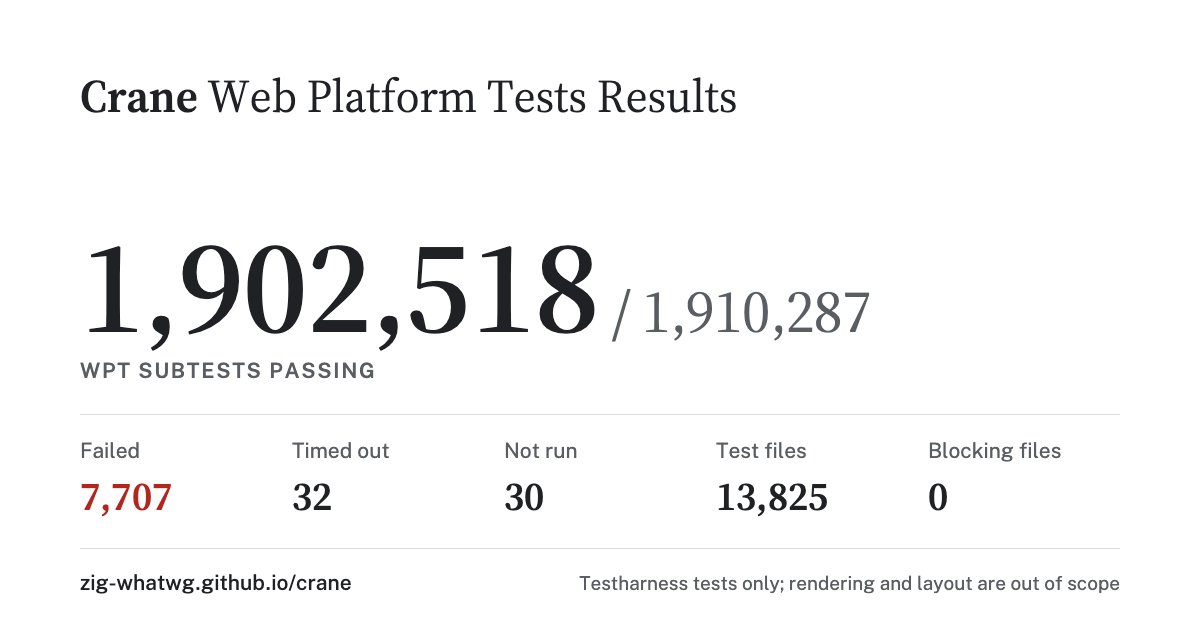 Crane Web Platform Tests Results
1,902,518 / 1,910,287
WPT SUBTESTS PASSING
Failed Timed out Not run Test files Blocking files
7,707 32 30 13,825 0
zig-whatwg.github.io/crane Testharness tests only; rendering and layout are out of scope